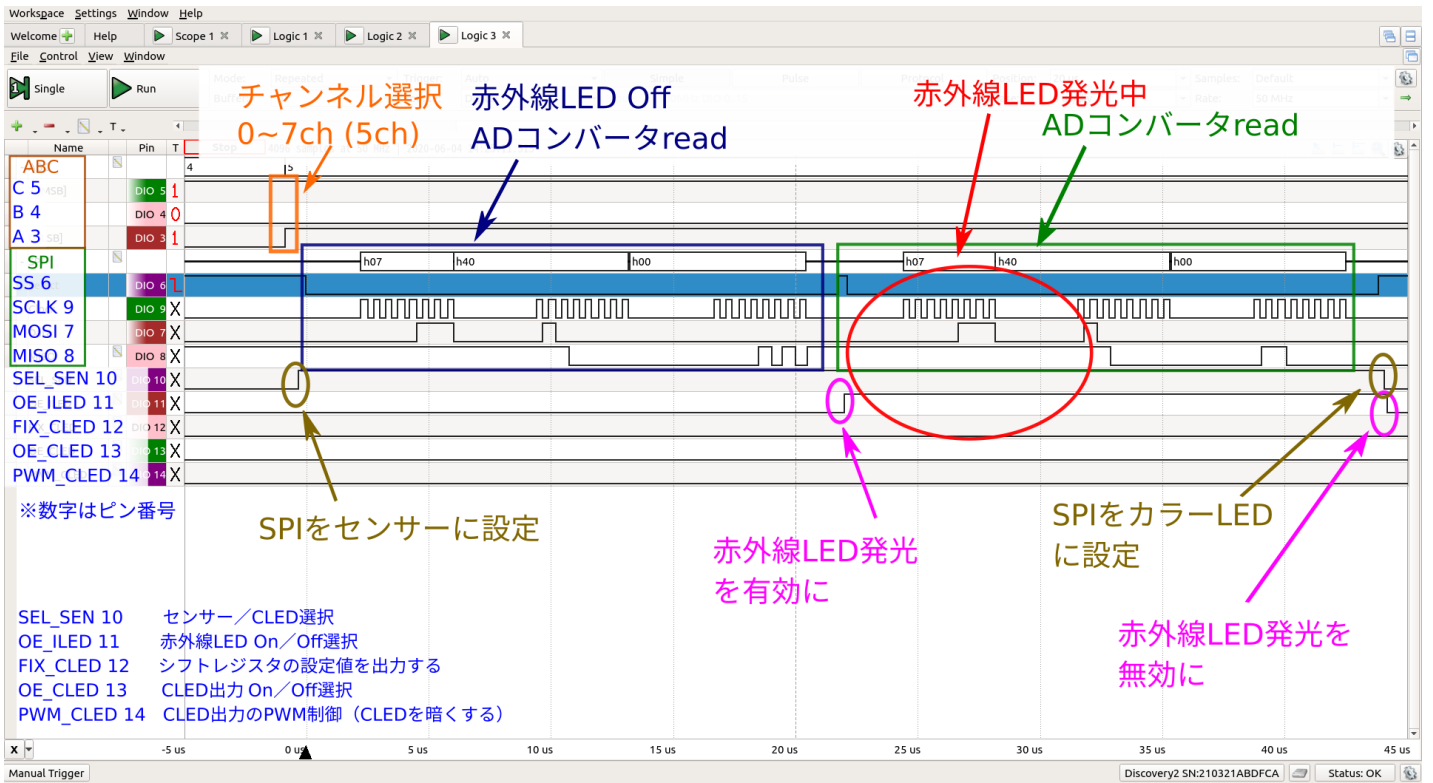 Workspace Settings Window Help
Welcome Help Scope 1 Logic 1 Logic 2 Logic 3
File Control View Window
Single Run
チャンネル選択
0~7ch (5ch)
赤外線LED Off
ADコンバータread
赤外線LED発光中
ADコンバータread
Name Pin T
ABC 4 5
C 5 DIO 5 1
B 4 DIO 4 0
A 3 DIO 3 1
SPI h07 h40 h00 h07 h40 h00
SS 6 DIO 6
SCLK 9 DIO 9 X
MOSI 7 DIO 7 X
MISO 8 DIO 8 X
SEL_SEN 10 DIO 10 X
OE_ILED 11 DIO 11 X
FIX_CLED 12 DIO 12 X
OE_CLED 13 DIO 13 X
PWM_CLED 14 DIO 14 X
※数字はピン番号
SPIをセンサーに設定
赤外線LED発光
を有効に
SPIをカラーLED
に設定
赤外線LED発光を
無効に
SEL_SEN 10 センサー／CLED選択
OE_ILED 11 赤外線LED On／Off選択
FIX_CLED 12 シフトレジスタの設定値を出力する
OE_CLED 13 CLED出力 On／Off選択
PWM_CLED 14 CLED出力のPWM制御（CLEDを暗くする）
X -5 us 0 us 5 us 10 us 15 us 20 us 25 us 30 us 35 us 40 us 45 us
Manual Trigger Discovery2 SN:210321ABDFCA Status: OK